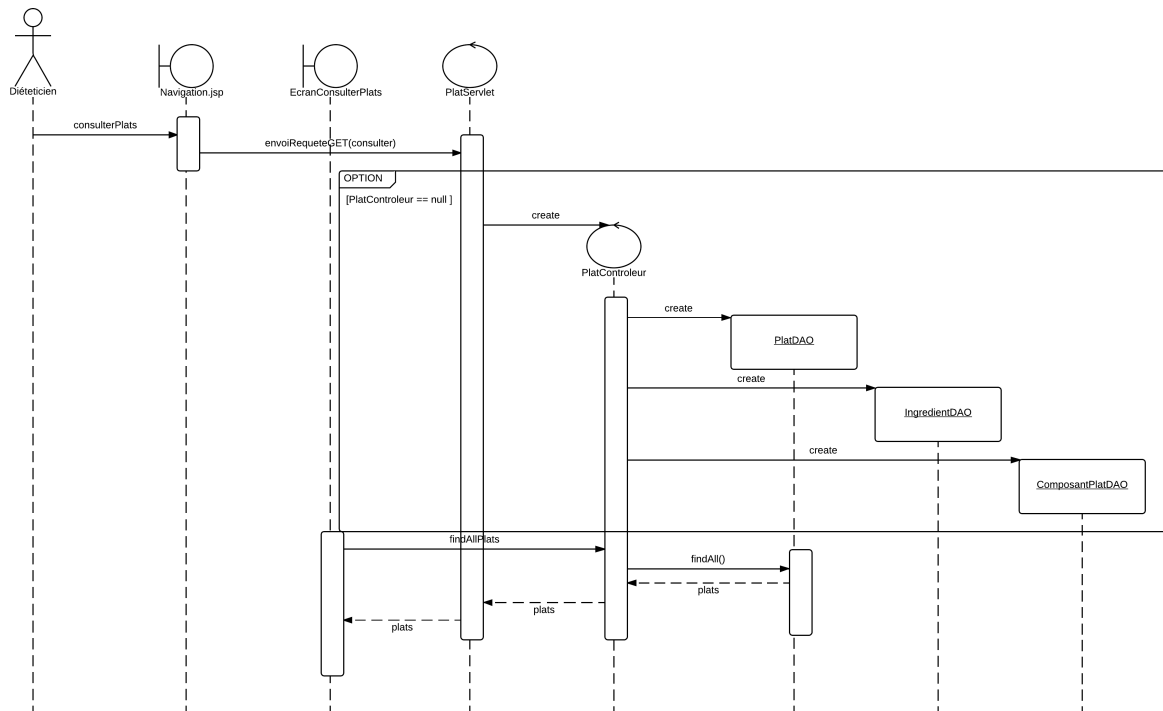 Diéteticien
Navigation.jsp
EcranConsulterPlats
PlatServlet
consulterPlats
envoiRequeteGET(consulter)
OPTION
[PlatControleur == null ]
create
PlatControleur
create
PlatDAO
create
IngredientDAO
create
ComposantPlatDAO
findAllPlats
findAll()
plats
plats
plats